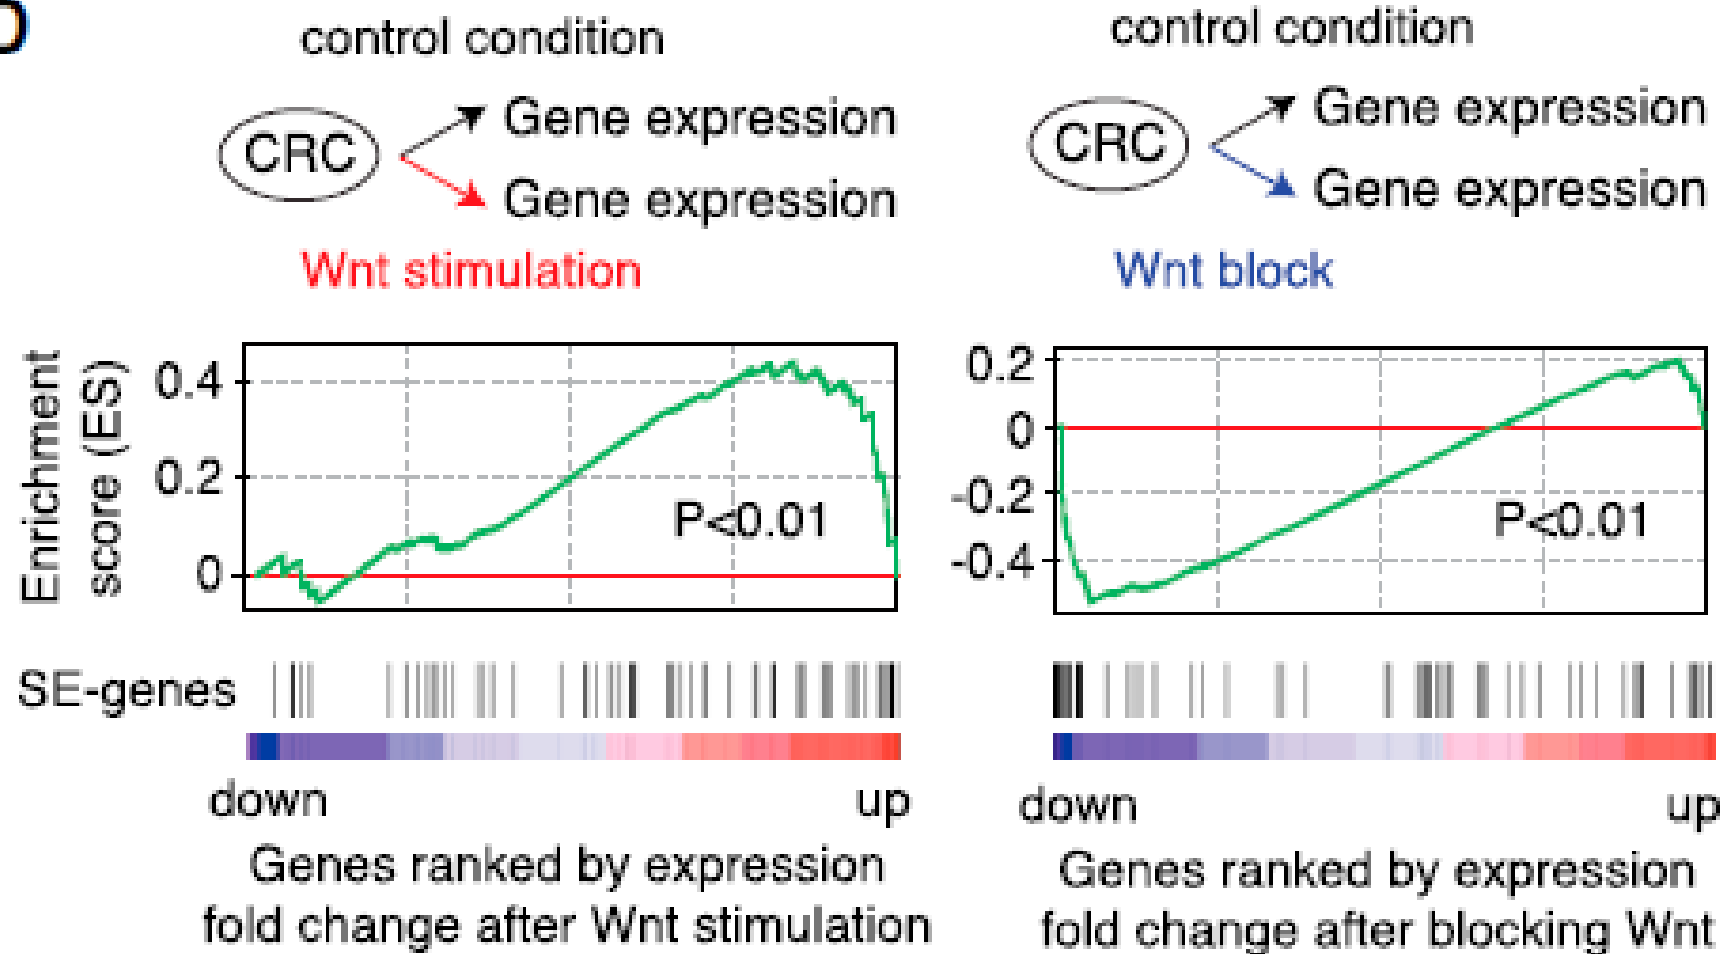 D
control condition
CRC
Gene expression
Gene expression
Wnt stimulation
control condition
CRC
Gene expression
Gene expression
Wnt block
Enrichment
score (ES)
0.4
0.2
0
P<0.01
0.2
0
-0.2
-0.4
P<0.01
SE-genes
down
up
Genes ranked by expression
fold change after Wnt stimulation
down
up
Genes ranked by expression
fold change after blocking Wnt